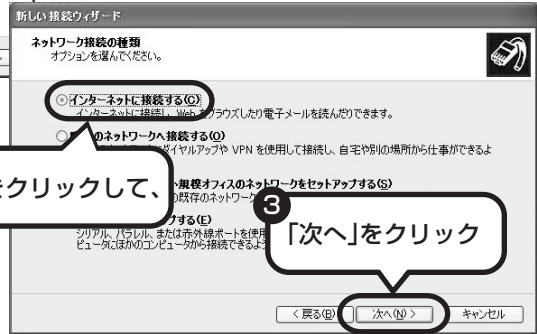 新しい接続ウィザード
ネットワーク接続の種類
オプションを選んでください。
インターネットに接続する(C)
インターネットに接続し、Web をブラウズしたり電子メールを読んだりできます。
のネットワークへ接続する(O)
ダイヤルアップや VPN を使用して接続し、自宅や別の場所から仕事ができるよ
をクリックして、
規模オフィスのネットワークをセットアップする(S)
の既存のネットワーク
❸
「次へ」をクリック
プする(E)
シリアル、パラレル、または赤外線ポートを使用
ピュータにほかのコンピュータから接続できるよう
< 戻る(B)
次へ(N) >
キャンセル